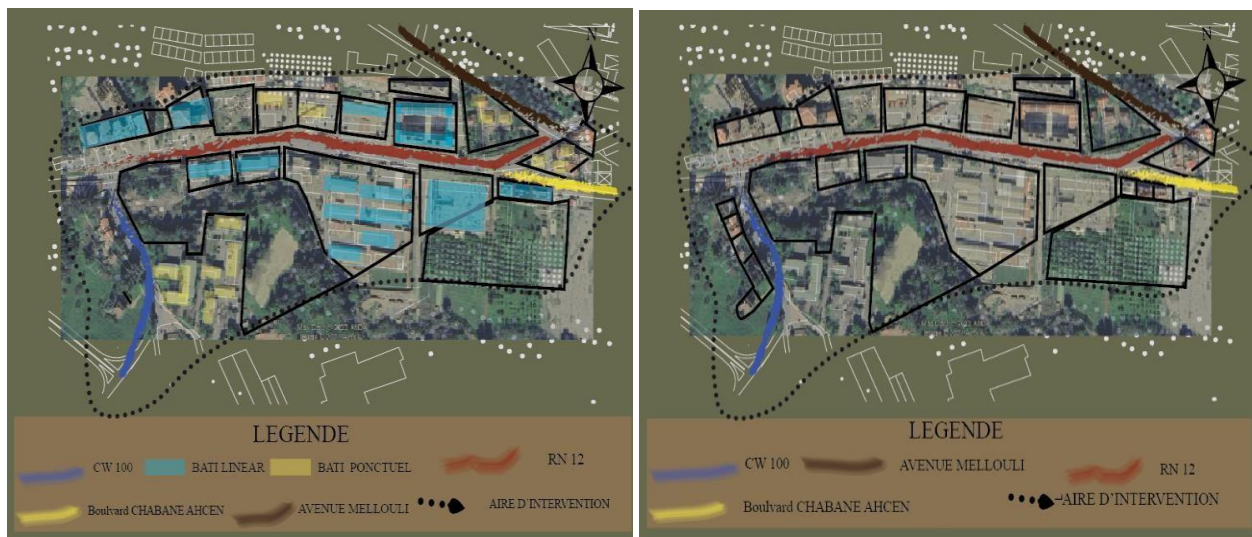 N
LEGENDE
CW 100 BATI LINEAR BATI PONCTUEL RN 12
Boulvard CHABANE AHCEN AVENUE MELLOULI AIRE D'INTERVENTION
N
LEGENDE
CW 100 AVENUE MELLOULI RN 12
Boulvard CHABANE AHCEN AIRE D'INTERVENTION